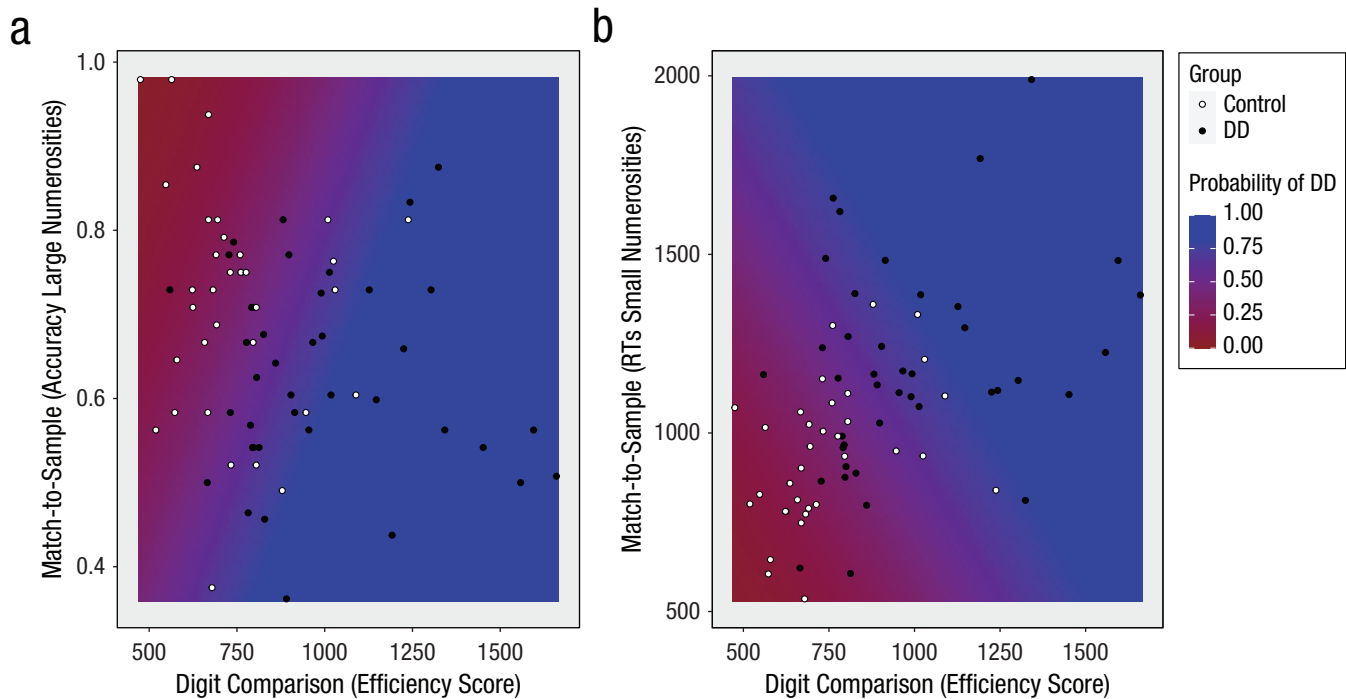 a
1.0
0.8
0.6
0.4
Match-to-Sample (Accuracy Large Numerosities)
500 750 1000 1250 1500
Digit Comparison (Efficiency Score)
b
2000
1500
1000
500
Match-to-Sample (RTs Small Numerosities)
500 750 1000 1250 1500
Digit Comparison (Efficiency Score)
Group
Control
DD
Probability of DD
1.00
0.75
0.50
0.25
0.00